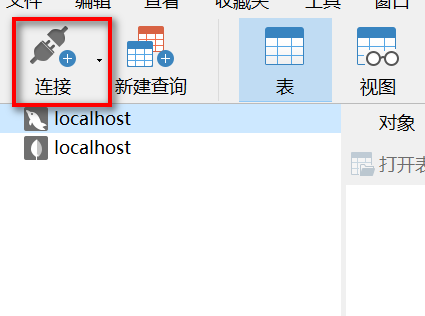 文件 编辑 查看 收藏夹 工具 窗口
连接 新建查询 表 视图
localhost
localhost
对象
打开表